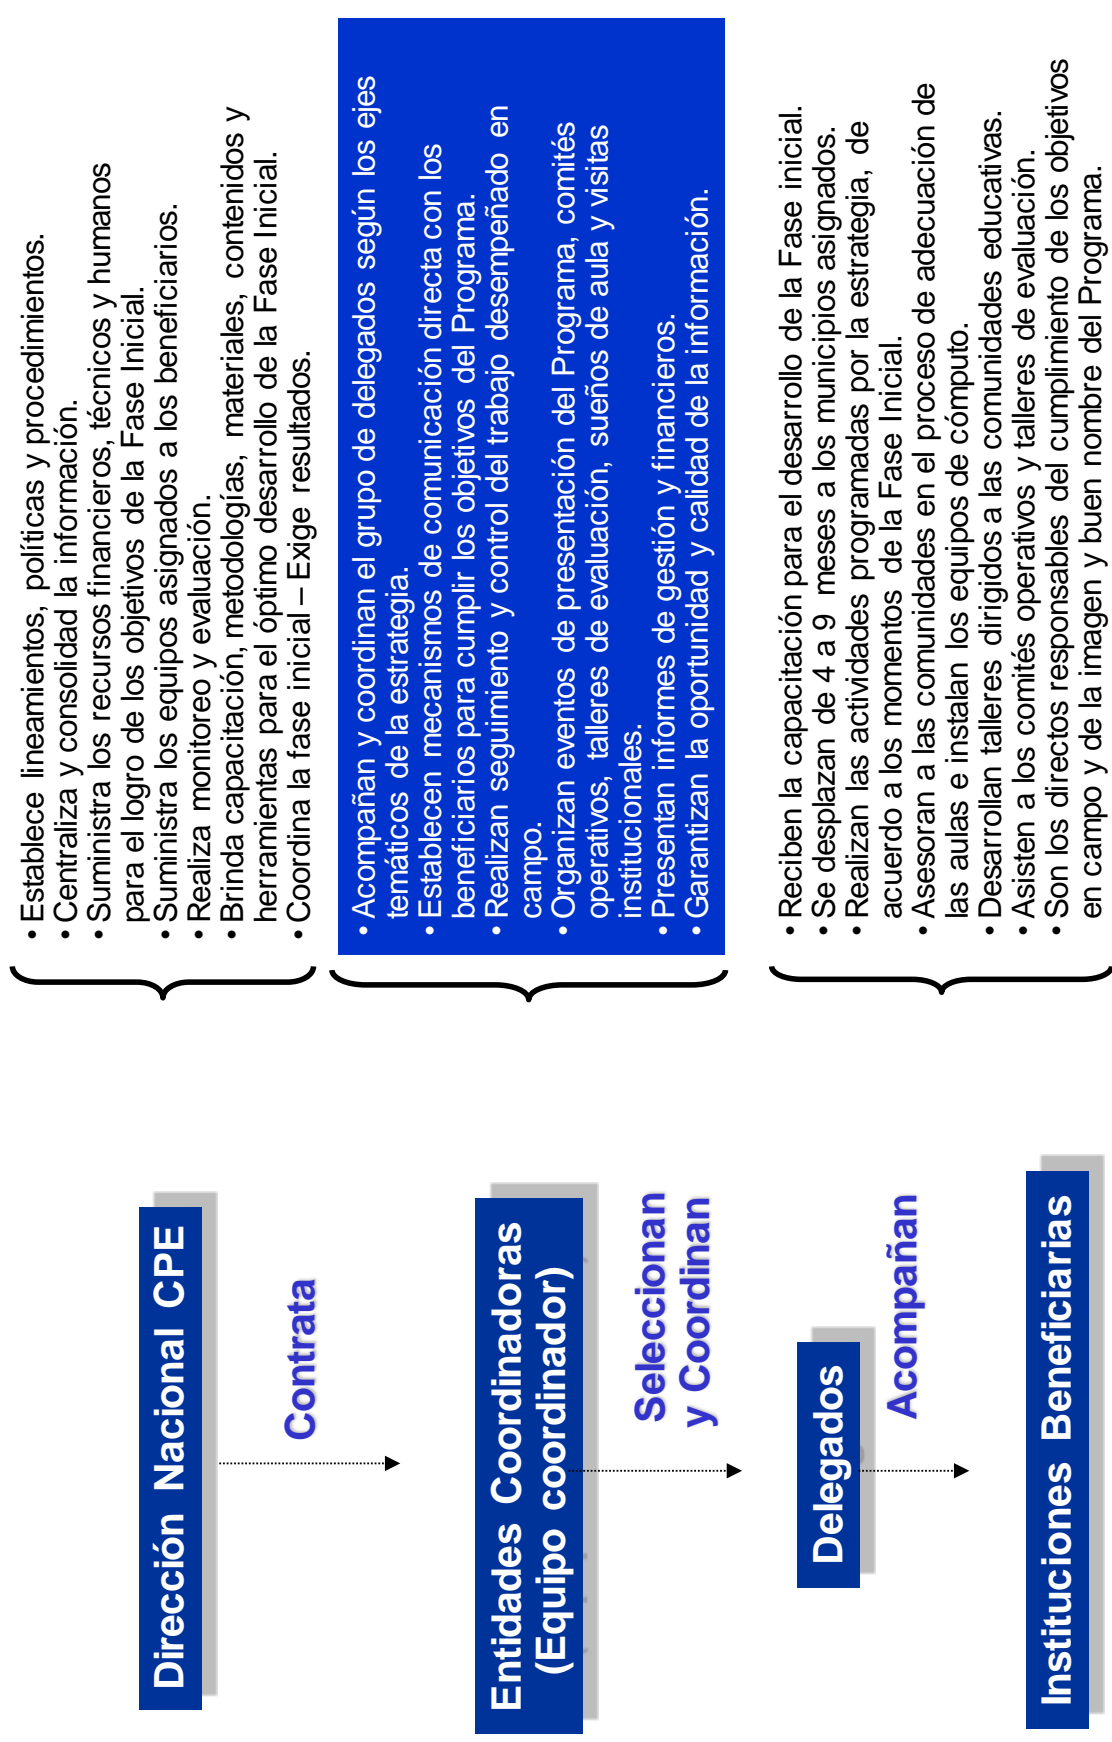 Dirección Nacional CPE
Contrata
Entidades Coordinadoras
(Equipo coordinador)
Seleccionan
y Coordinan
Delegados
Acompañan
Instituciones Beneficiarias
• Establece lineamientos, políticas y procedimientos.
• Centraliza y consolidad la información.
• Suministra los recursos financieros, técnicos y humanos
para el logro de los objetivos de la Fase Inicial.
• Suministra los equipos asignados a los beneficiarios.
• Realiza monitoreo y evaluación.
• Brinda capacitación, metodologías, materiales, contenidos y
herramientas para el óptimo desarrollo de la Fase Inicial.
• Coordina la fase inicial – Exige resultados.
• Acompañan y coordinan el grupo de delegados según los ejes
temáticos de la estrategia.
• Establecen mecanismos de comunicación directa con los
beneficiarios para cumplir los objetivos del Programa.
• Realizan seguimiento y control del trabajo desempeñado en
campo.
• Organizan eventos de presentación del Programa, comités
operativos, talleres de evaluación, sueños de aula y visitas
institucionales.
• Presentan informes de gestión y financieros.
• Garantizan la oportunidad y calidad de la información.
• Reciben la capacitación para el desarrollo de la Fase inicial.
• Se desplazan de 4 a 9 meses a los municipios asignados.
• Realizan las actividades programadas por la estrategia, de
acuerdo a los momentos de la Fase Inicial.
• Asesoran a las comunidades en el proceso de adecuación de
las aulas e instalan los equipos de cómputo.
• Desarrollan talleres dirigidos a las comunidades educativas.
• Asisten a los comités operativos y talleres de evaluación.
• Son los directos responsables del cumplimiento de los objetivos
en campo y de la imagen y buen nombre del Programa.